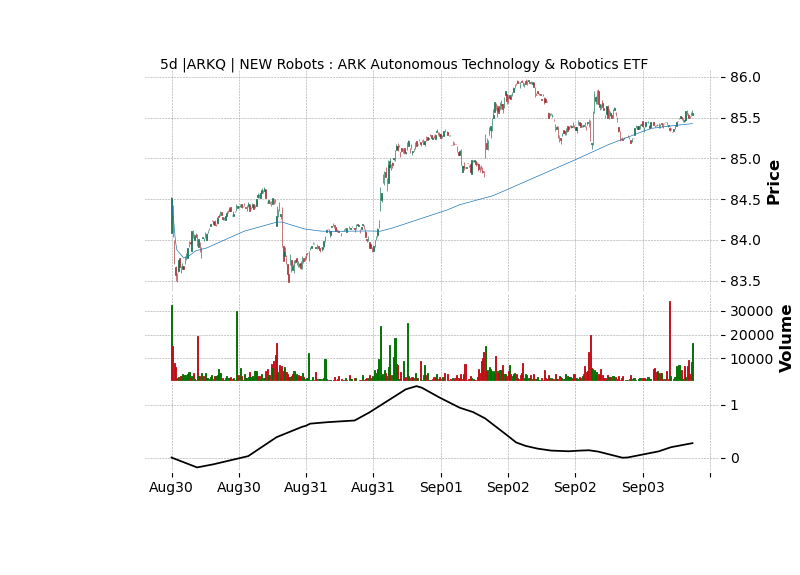 5d |ARKQ | NEW Robots : ARK Autonomous Technology & Robotics ETF
86.0
85.5
85.0
84.5
84.0
83.5
Price
30000
20000
10000
Volume
1
0
Aug30 Aug30 Aug31 Aug31 Sep01 Sep02 Sep02 Sep03